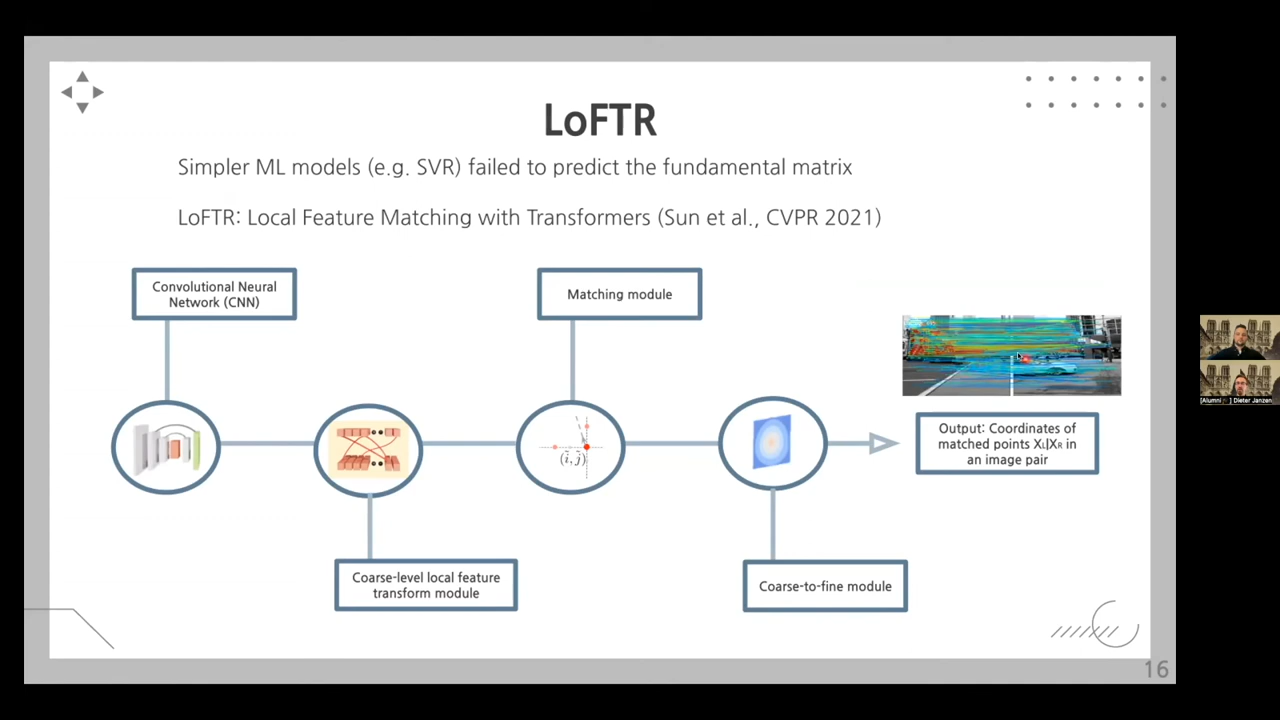 LoFTR
Simpler ML models (e.g. SVR) failed to predict the fundamental matrix
LoFTR: Local Feature Matching with Transformers (Sun et al., CVPR 2021)
Convolutional Neural
Network (CNN)
Matching module
(ĩ, j̃)
Output: Coordinates of
matched points XL|XR in
an image pair
Coarse-level local feature
transform module
Coarse-to-fine module
16
[Alumni] Dieter Janzen